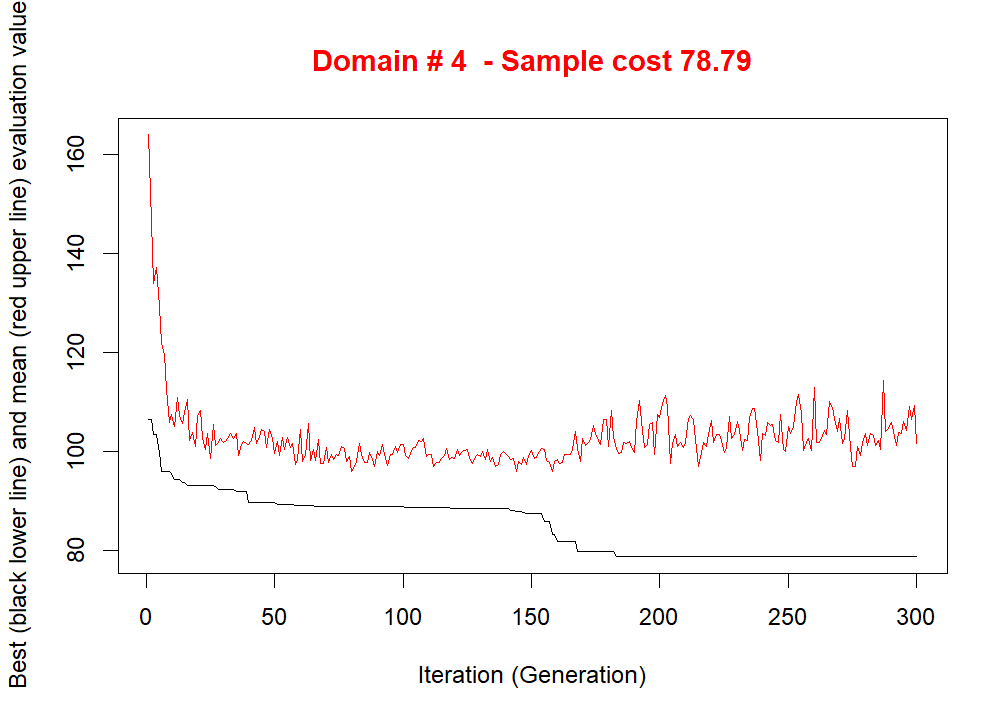 Domain # 4  - Sample cost 78.79
Best (black lower line) and mean (red upper line) evaluation value
160
140
120
100
80
0 50 100 150 200 250 300
Iteration (Generation)